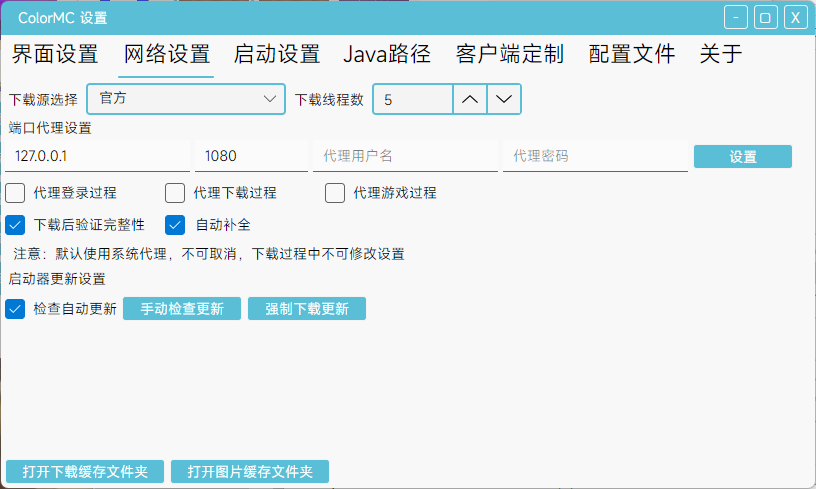 ColorMC 设置
界面设置 网络设置 启动设置 Java路径 客户端定制 配置文件 关于
下载源选择 官方 下载线程数 5
端口代理设置
127.0.0.1 1080 代理用户名 代理密码 设置
代理登录过程 代理下载过程 代理游戏过程
下载后验证完整性 自动补全
注意：默认使用系统代理，不可取消，下载过程中不可修改设置
启动器更新设置
检查自动更新 手动检查更新 强制下载更新
打开下载缓存文件夹 打开图片缓存文件夹